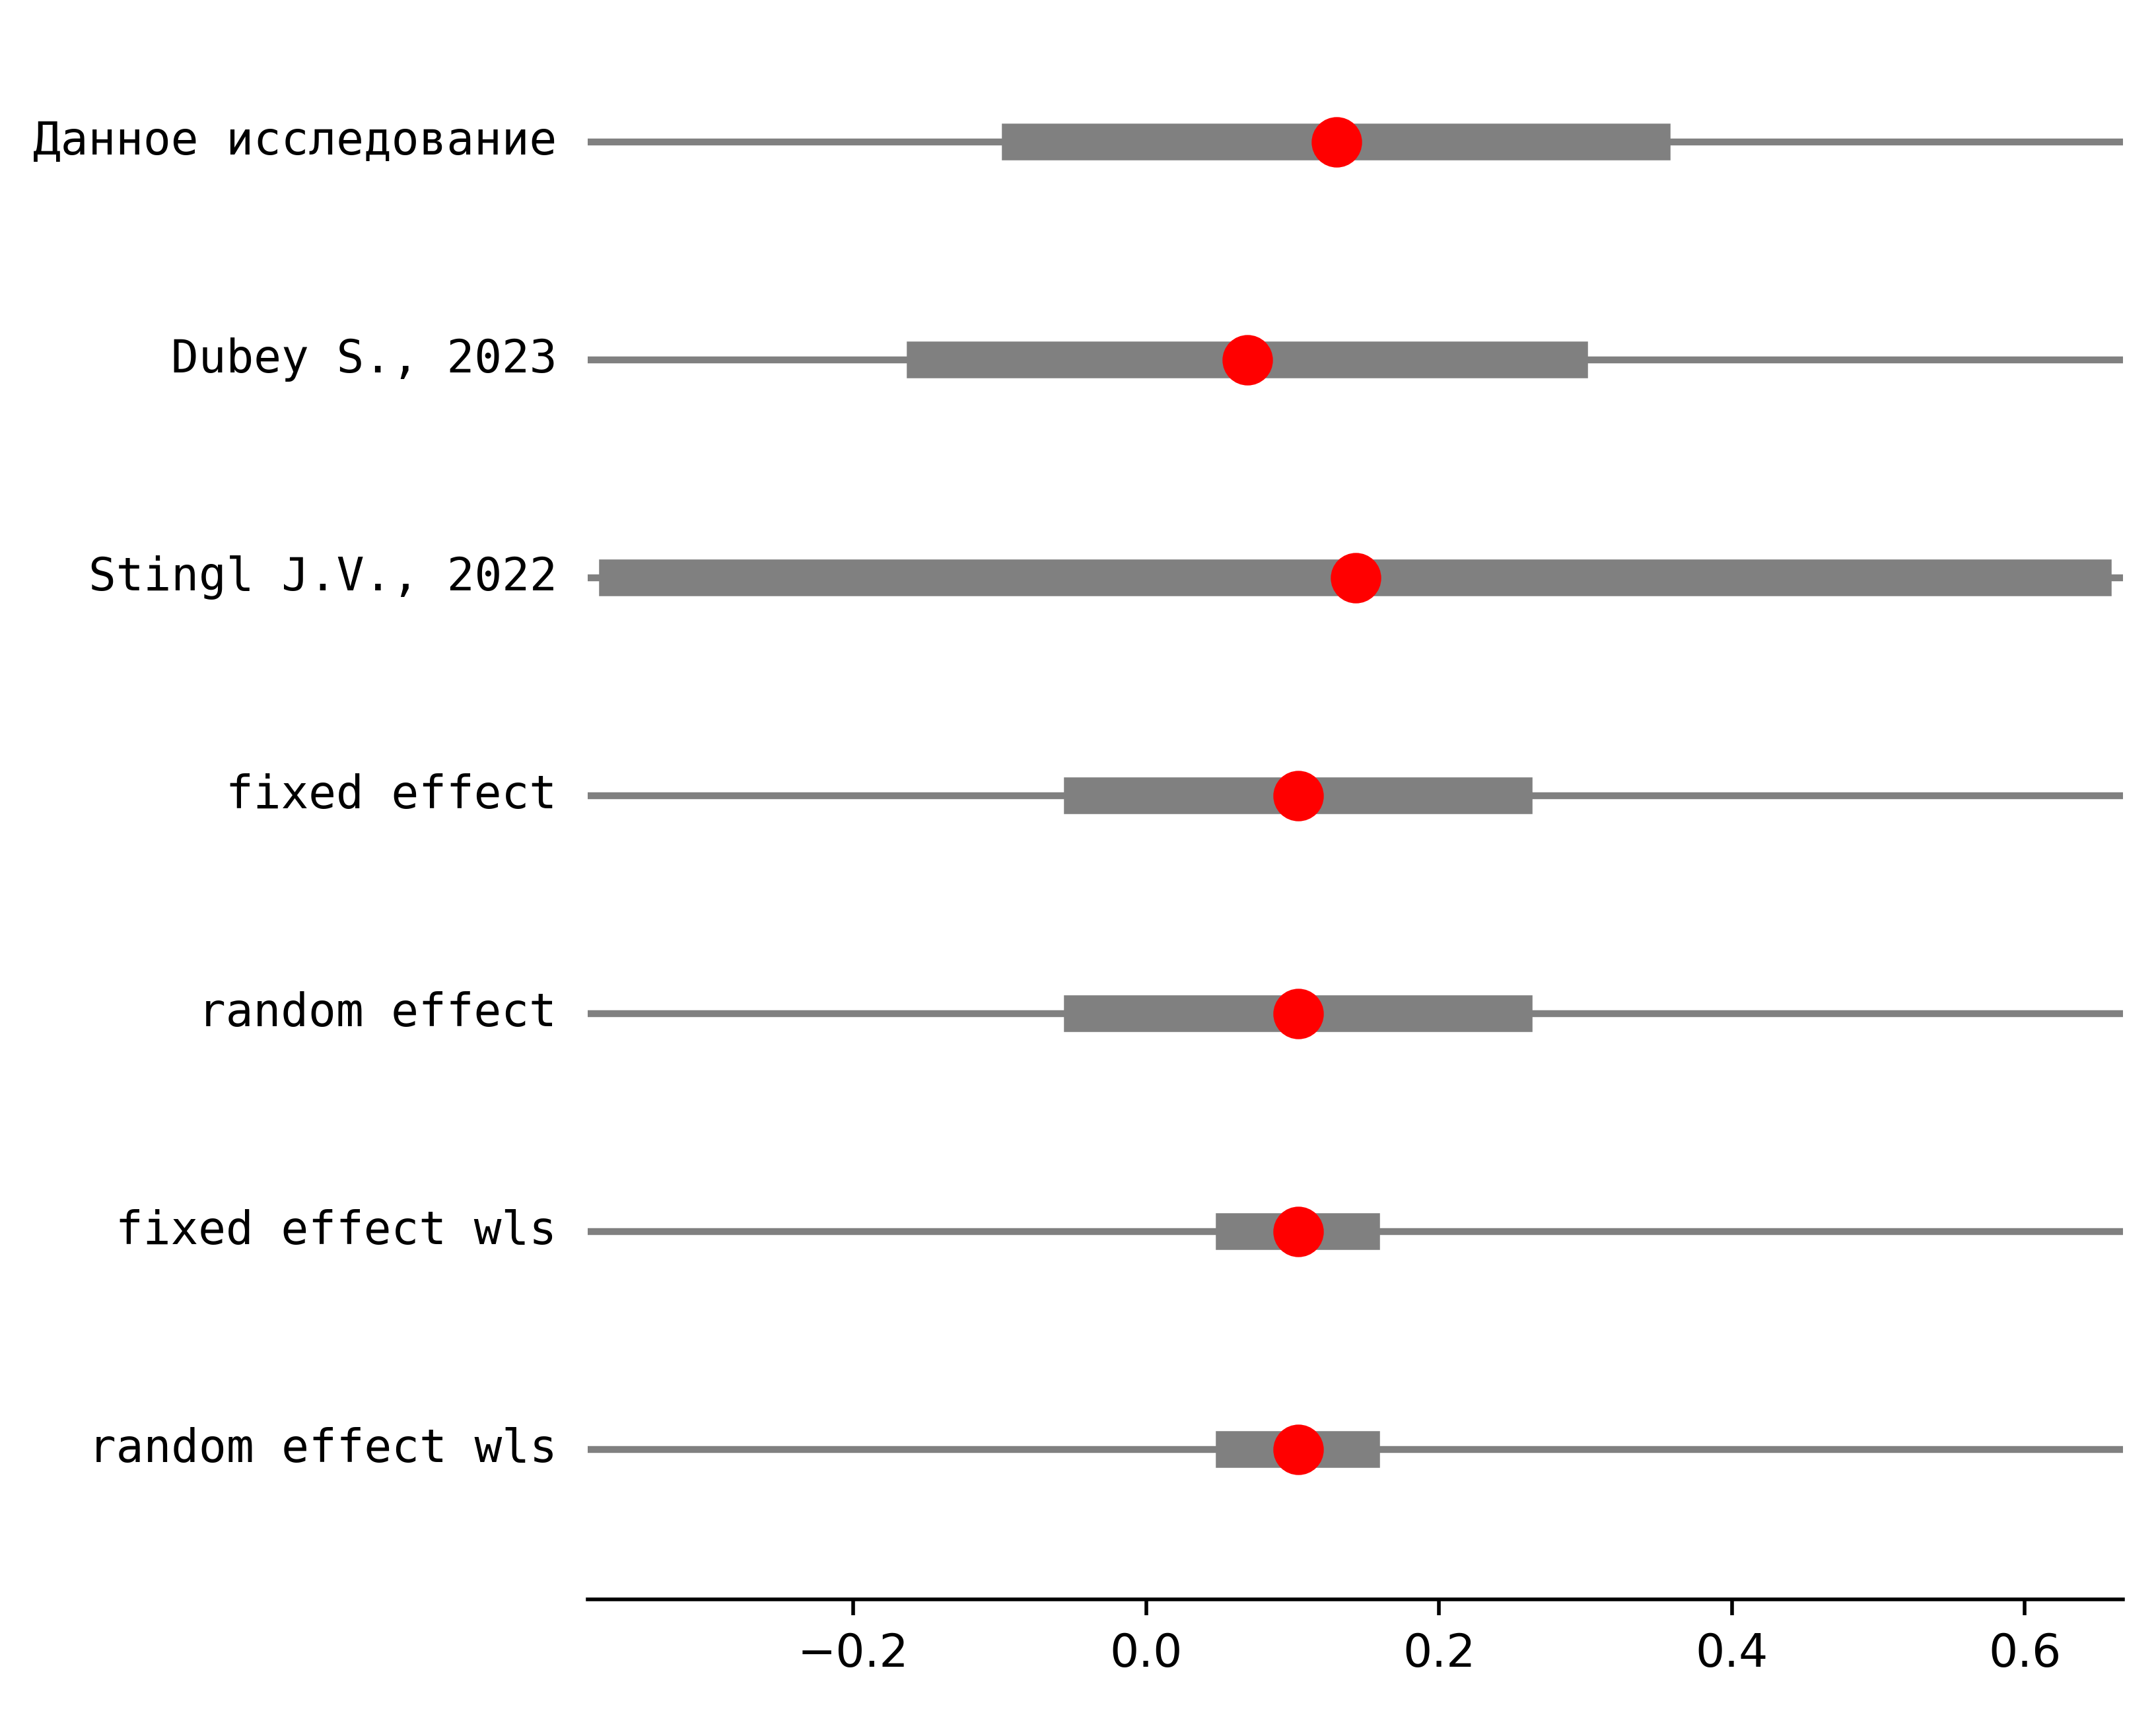 Данное исследование
Dubey S., 2023
Stingl J.V., 2022
fixed effect
random effect
fixed effect wls
random effect wls
−0.2 0.0 0.2 0.4 0.6